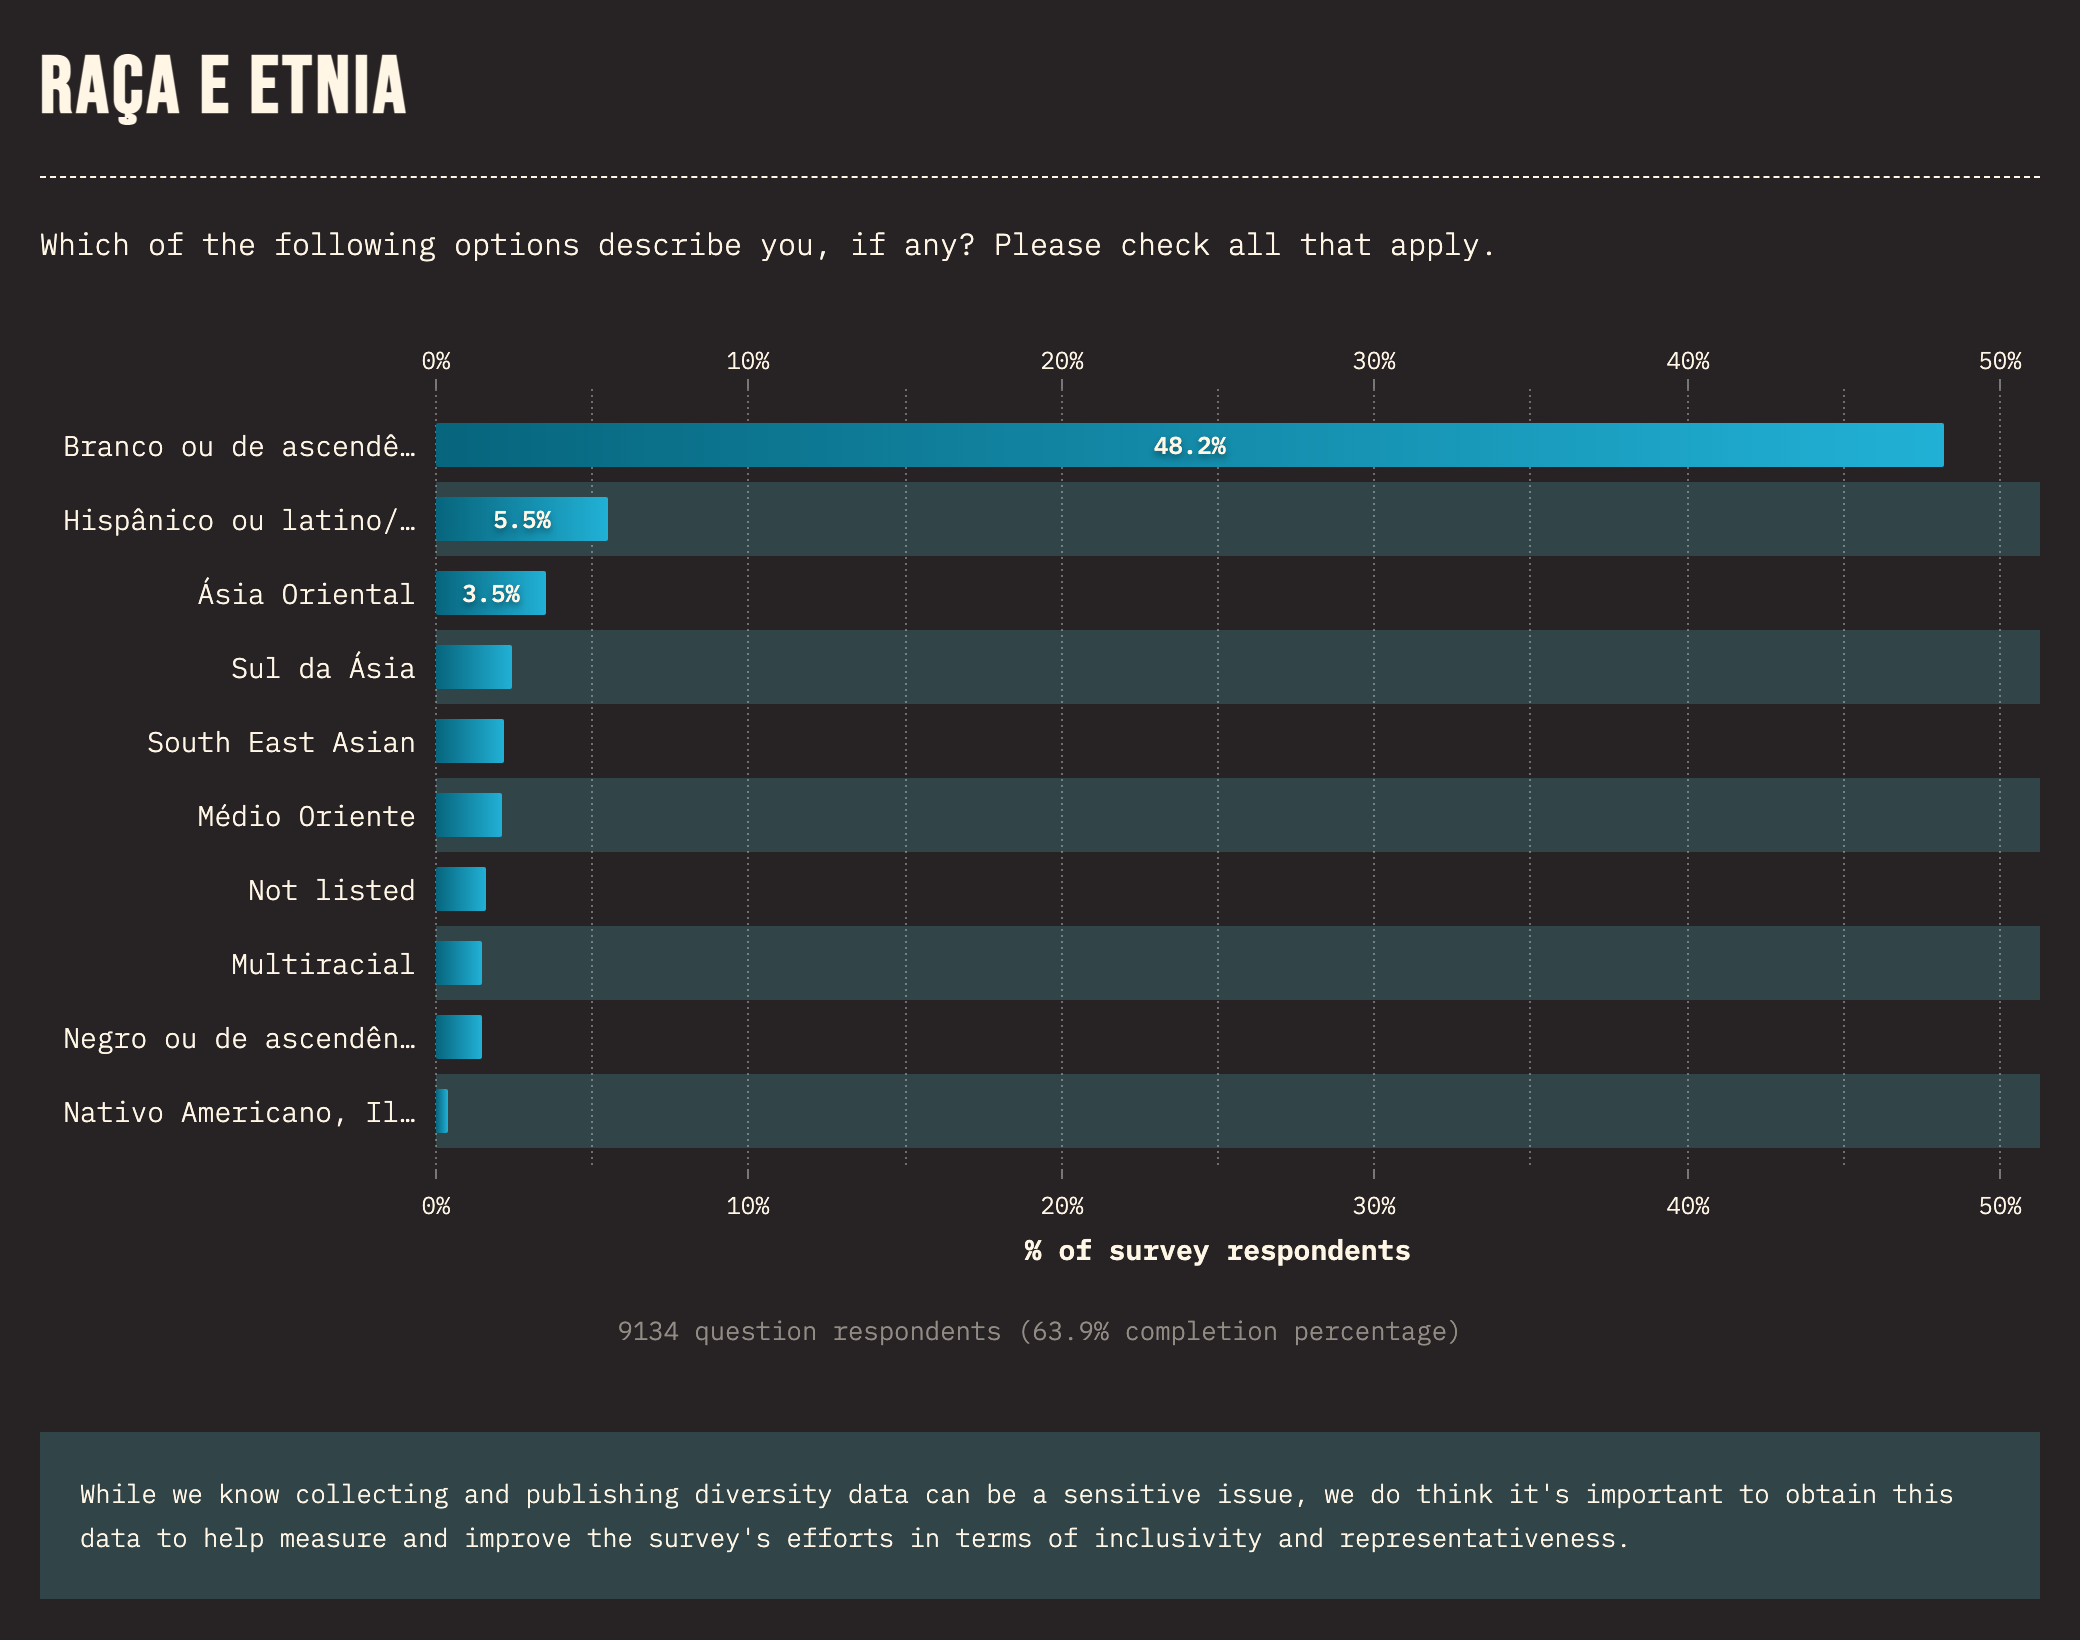 RAÇA E ETNIA
Which of the following options describe you, if any? Please check all that apply.
0% 10% 20% 30% 40% 50%
Branco ou de ascendê… 48.2%
Hispânico ou latino/… 5.5%
Ásia Oriental 3.5%
Sul da Ásia
South East Asian
Médio Oriente
Not listed
Multiracial
Negro ou de ascendên…
Nativo Americano, Il…
0% 10% 20% 30% 40% 50%
% of survey respondents
9134 question respondents (63.9% completion percentage)
While we know collecting and publishing diversity data can be a sensitive issue, we do think it's important to obtain this
data to help measure and improve the survey's efforts in terms of inclusivity and representativeness.